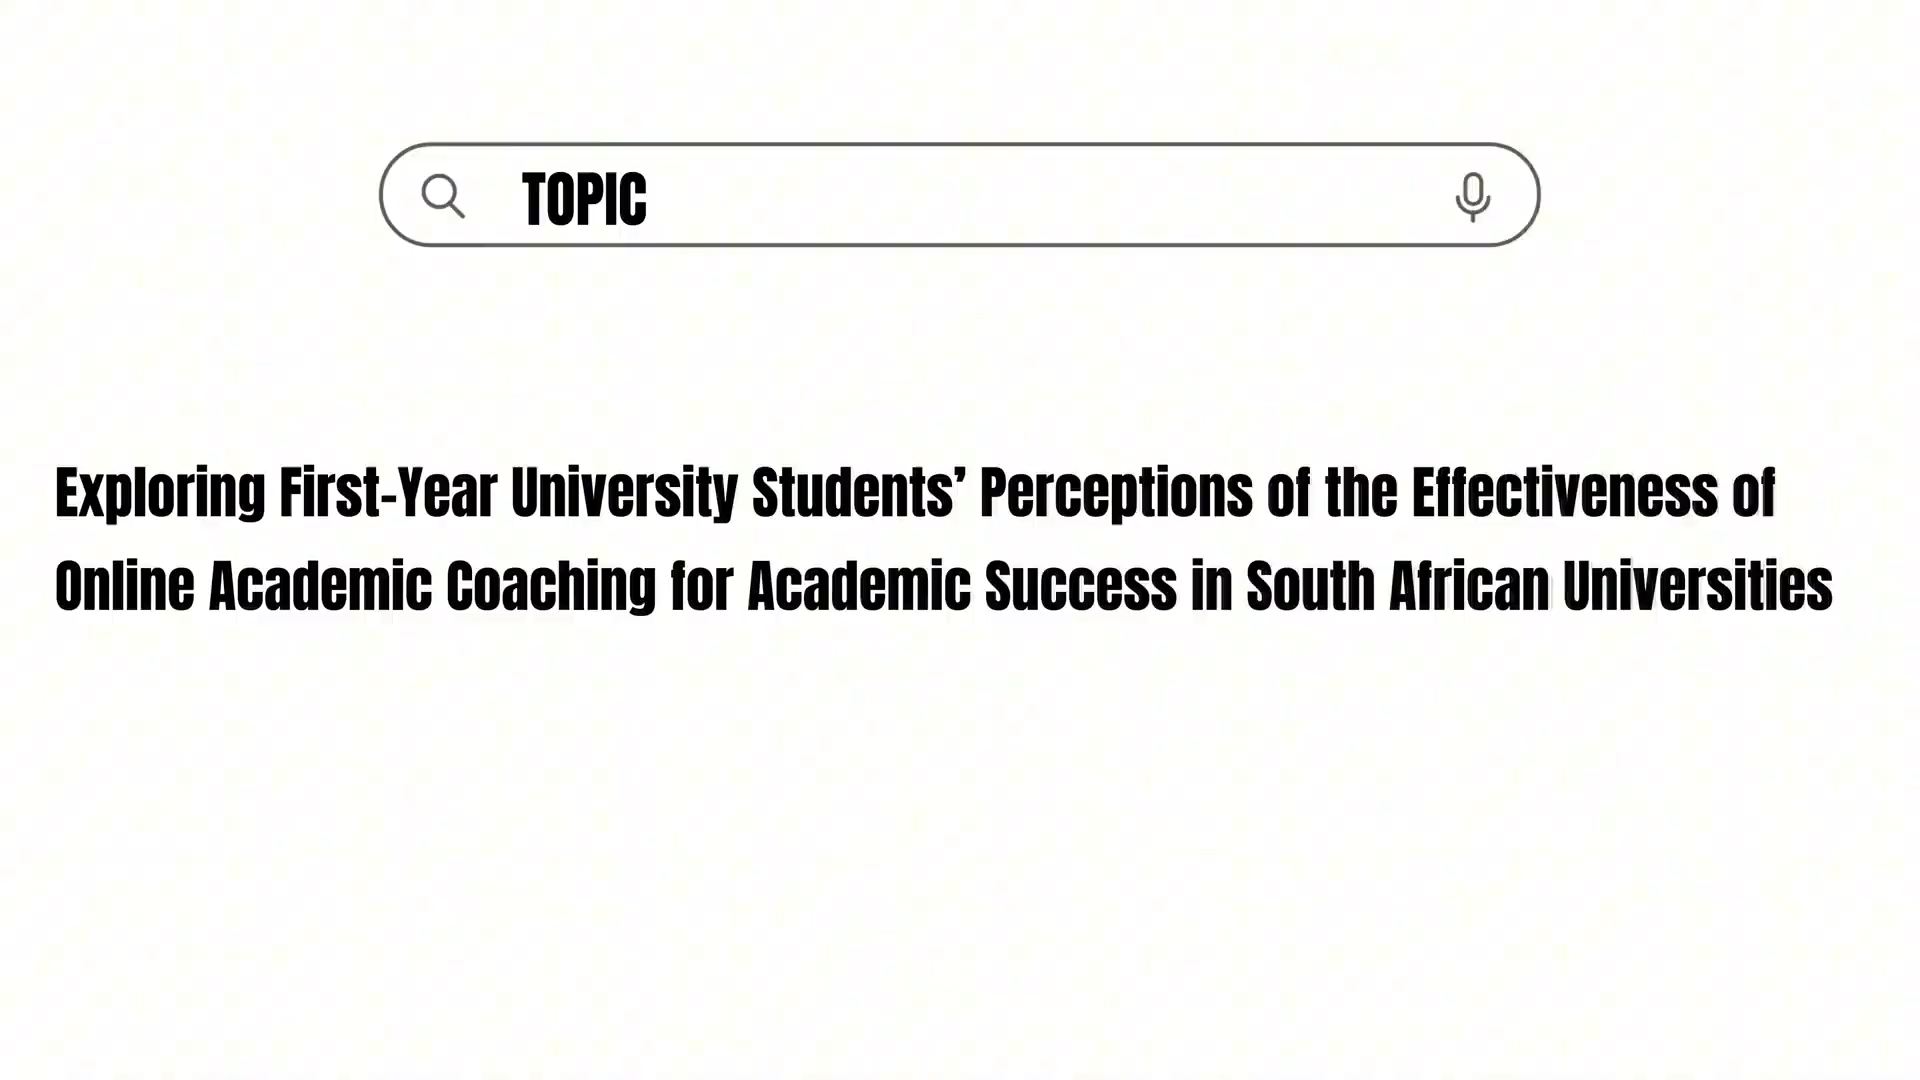 TOPIC
Exploring First-Year University Students’ Perceptions of the Effectiveness of
Online Academic Coaching for Academic Success in South African Universities